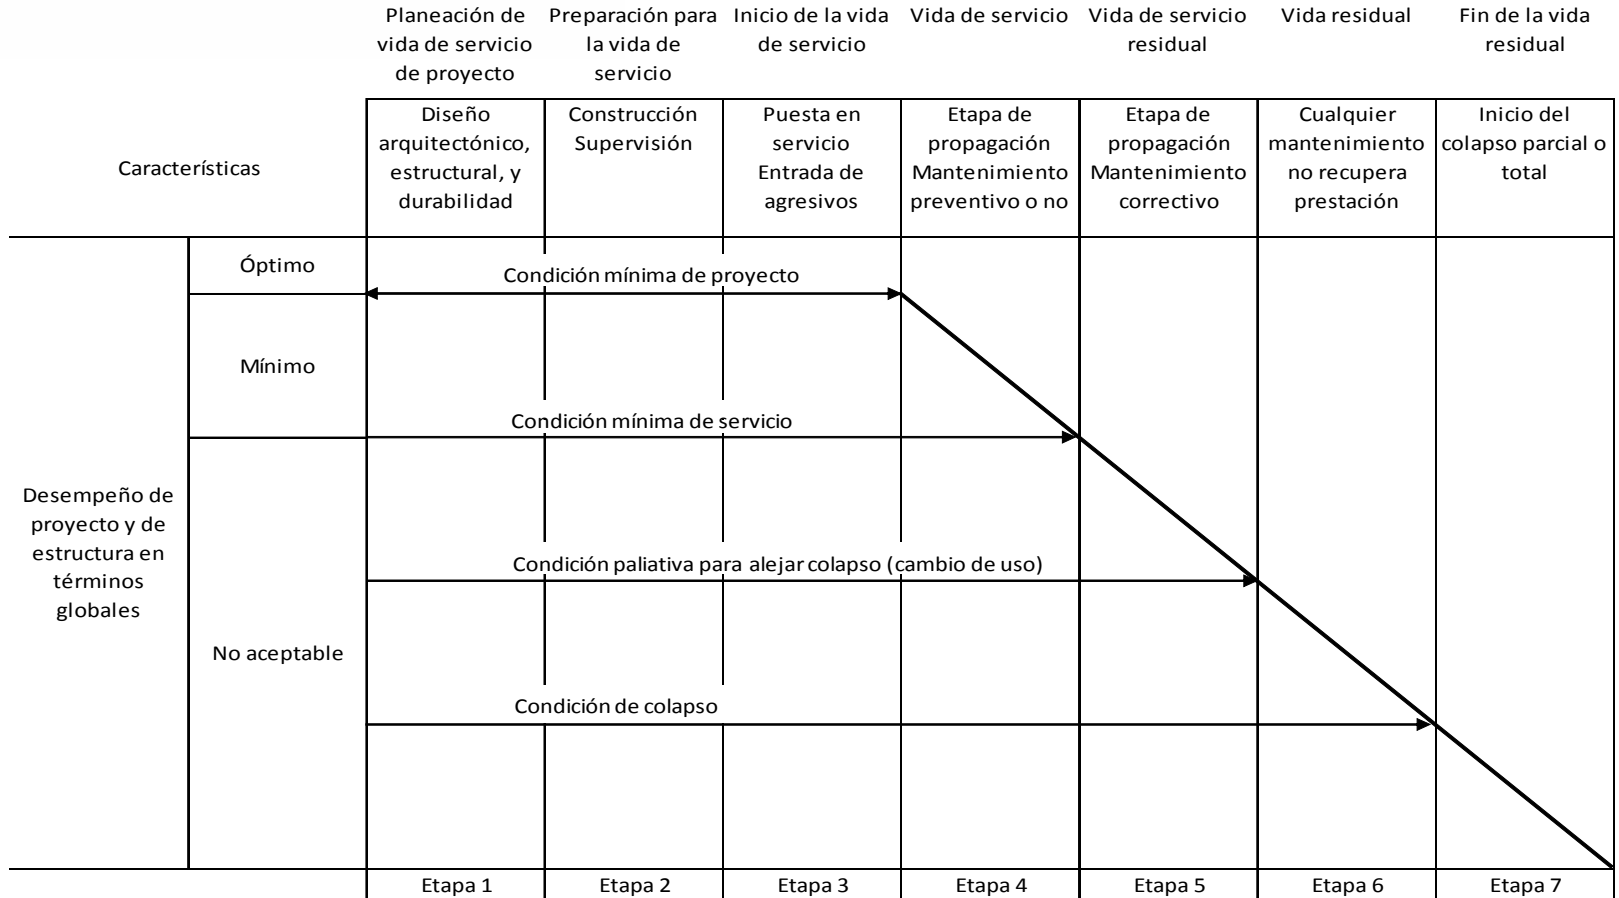 Planeación de
vida de servicio
de proyecto
Preparación para
la vida de
servicio
Inicio de la vida
de servicio
Vida de servicio
Vida de servicio
residual
Vida residual
Fin de la vida
residual
Características
Diseño
arquitectónico,
estructural, y
durabilidad
Construcción
Supervisión
Puesta en
servicio
Entrada de
agresivos
Etapa de
propagación
Mantenimiento
preventivo o no
Etapa de
propagación
Mantenimiento
correctivo
Cualquier
mantenimiento
no recupera
prestación
Inicio del
colapso parcial o
total
Desempeño de
proyecto y de
estructura en
términos
globales
Óptimo
Condición mínima de proyecto
Mínimo
Condición mínima de servicio
No aceptable
Condición paliativa para alejar colapso (cambio de uso)
Condición de colapso
Etapa 1
Etapa 2
Etapa 3
Etapa 4
Etapa 5
Etapa 6
Etapa 7